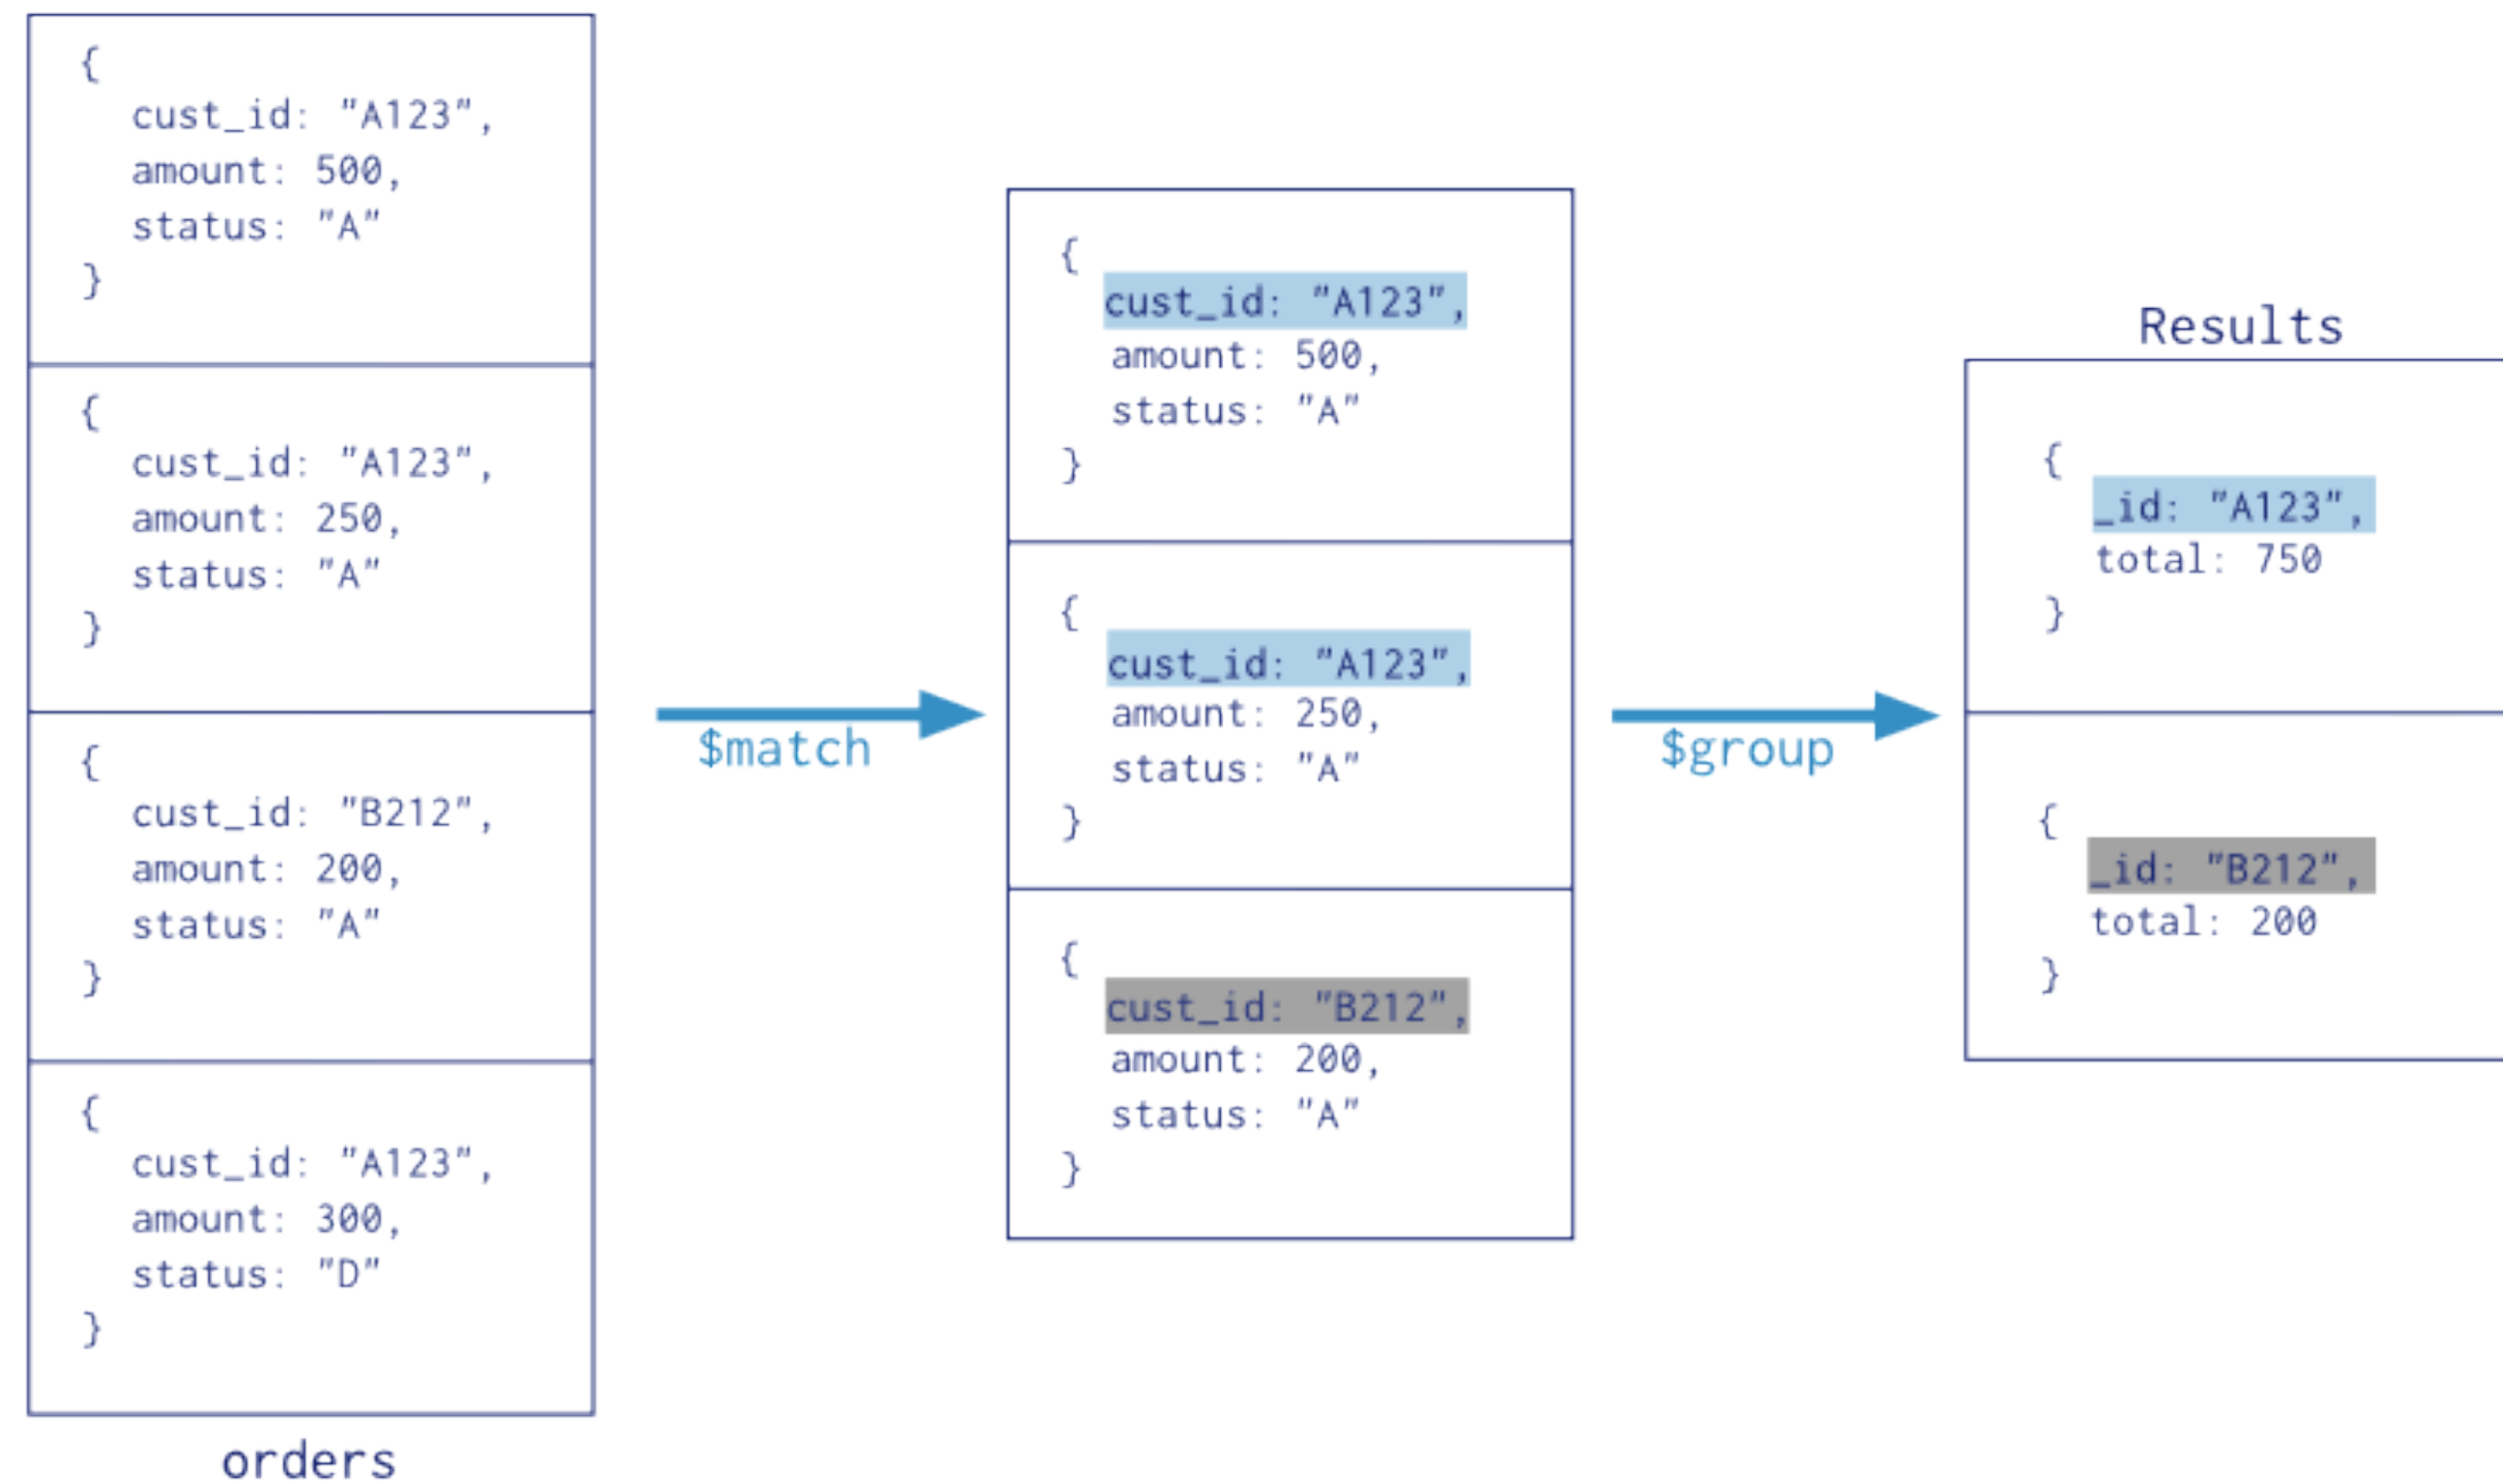 {
cust_id: "A123",
amount: 500,
status: "A"
}
{
cust_id: "A123",
amount: 250,
status: "A"
}
{
cust_id: "B212",
amount: 200,
status: "A"
}
{
cust_id: "A123",
amount: 300,
status: "D"
}
orders
$match
{
cust_id: "A123",
amount: 500,
status: "A"
}
{
cust_id: "A123",
amount: 250,
status: "A"
}
{
cust_id: "B212",
amount: 200,
status: "A"
}
$group
Results
{
_id: "A123",
total: 750
}
{
_id: "B212",
total: 200
}